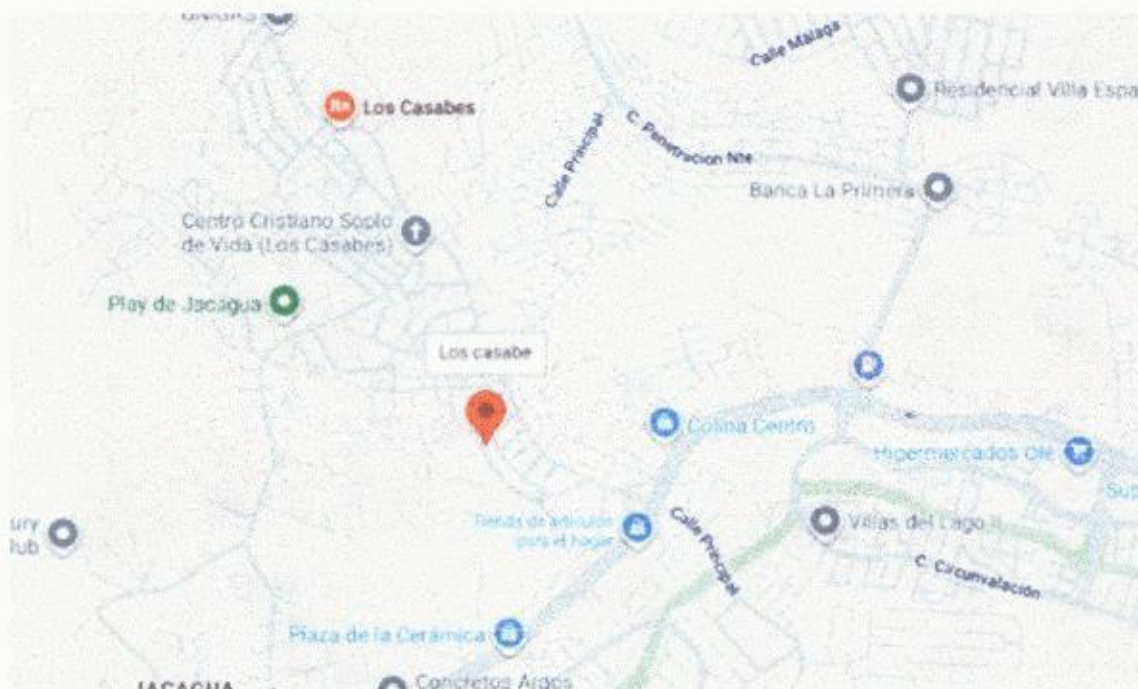 Calle Malaga
Residencial Villa Espa
Los Casabes
C. Penetracion Nte
Calle Principal
Banca La Primera
Centro Cristiano Soplo
de Vida (Los Casabes)
Play de Jacagua
Los casabe
Colina Centro
Hipermercados Olé
Sup
ury
lub
Tienda de artículos
para el hogar
Calle Principal
Villas del Lago II
C. Circunvalación
Plaza de la Cerámica
Concretos Argos
JACAGUA